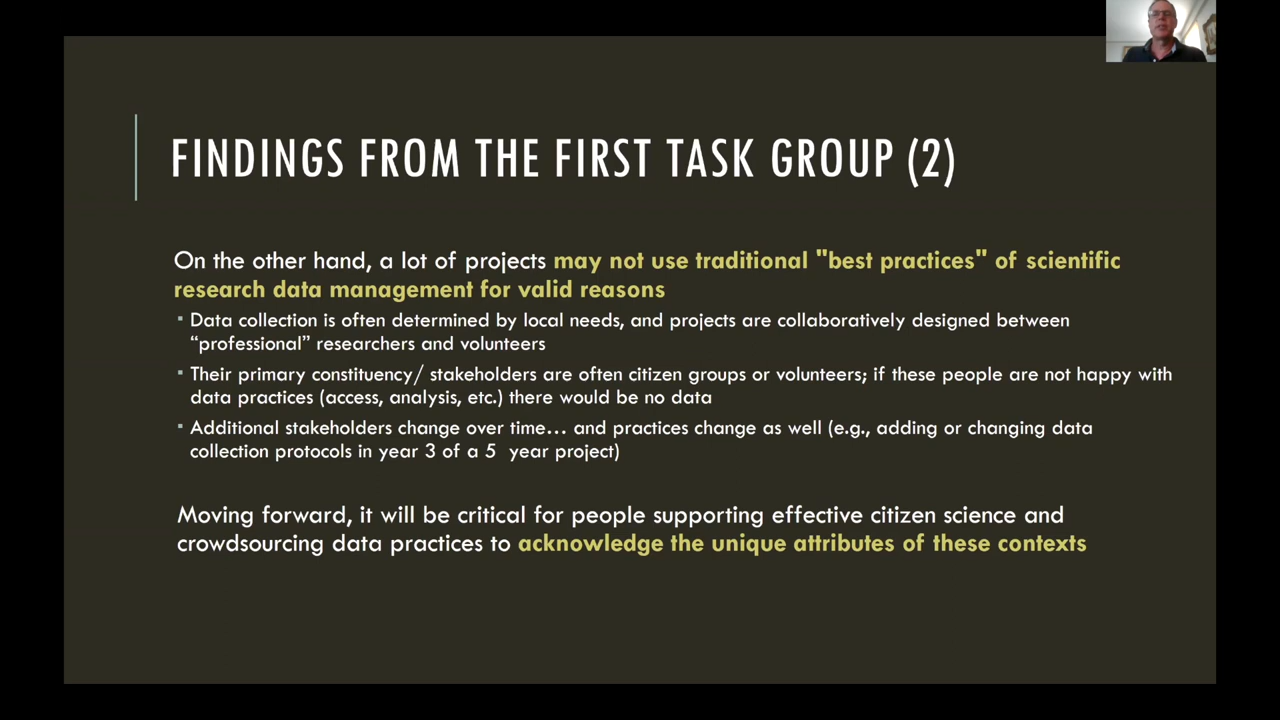 FINDINGS FROM THE FIRST TASK GROUP (2)
On the other hand, a lot of projects may not use traditional "best practices" of scientific
research data management for valid reasons
▪ Data collection is often determined by local needs, and projects are collaboratively designed between
“professional” researchers and volunteers
▪ Their primary constituency/ stakeholders are often citizen groups or volunteers; if these people are not happy with
data practices (access, analysis, etc.) there would be no data
▪ Additional stakeholders change over time… and practices change as well (e.g., adding or changing data
collection protocols in year 3 of a 5 year project)
Moving forward, it will be critical for people supporting effective citizen science and
crowdsourcing data practices to acknowledge the unique attributes of these contexts